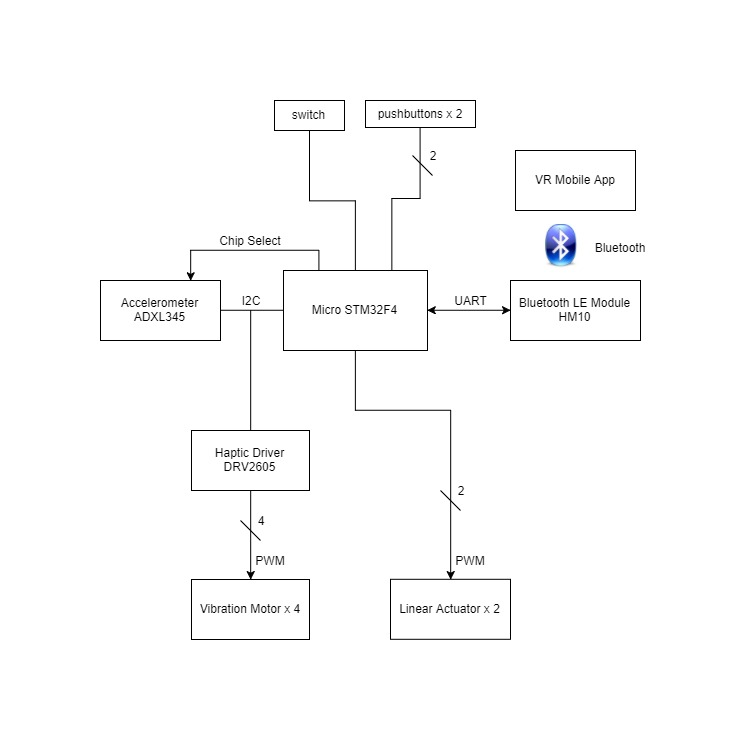 switch
pushbuttons x 2
2
VR Mobile App
Chip Select
Bluetooth
Accelerometer
ADXL345
I2C
Micro STM32F4
UART
Bluetooth LE Module
HM10
Haptic Driver
DRV2605
2
4
PWM
PWM
Vibration Motor x 4
Linear Actuator x 2